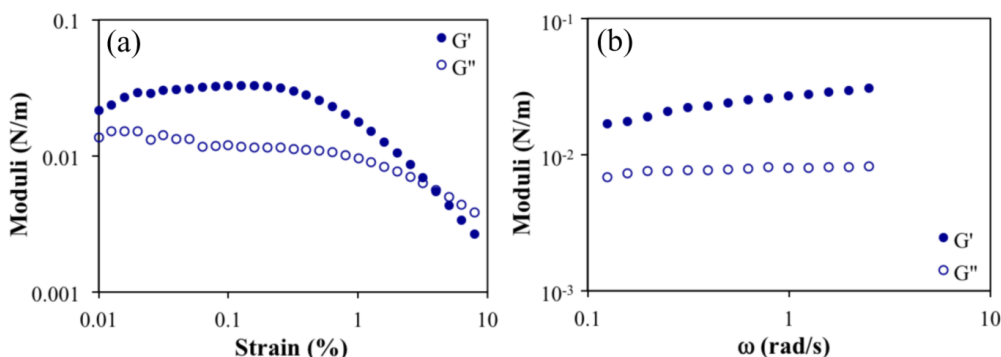 (a)
0.1
0.01
0.001
Moduli (N/m)
G'
G"
0.01
0.1
1
10
Strain (%)
(b)
10-1
10-2
10-3
Moduli (N/m)
G'
G"
0.1
1
10
ω (rad/s)